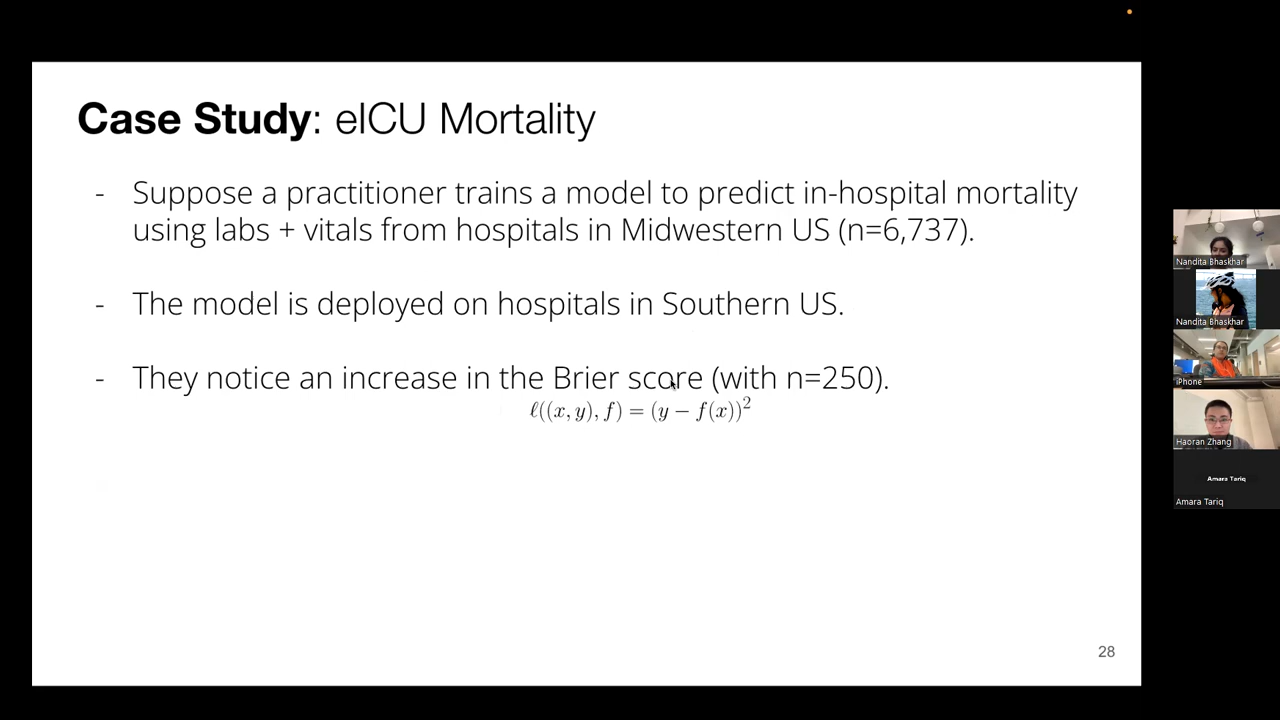 Case Study: eICU Mortality
- Suppose a practitioner trains a model to predict in-hospital mortality
using labs + vitals from hospitals in Midwestern US (n=6,737).
- The model is deployed on hospitals in Southern US.
- They notice an increase in the Brier score (with n=250).
ℓ((x, y), f) = (y − f(x))²
28
Nandita Bhaskhar
Nandita Bhaskhar
iPhone
Haoran Zhang
Amara Tariq
Amara Tariq